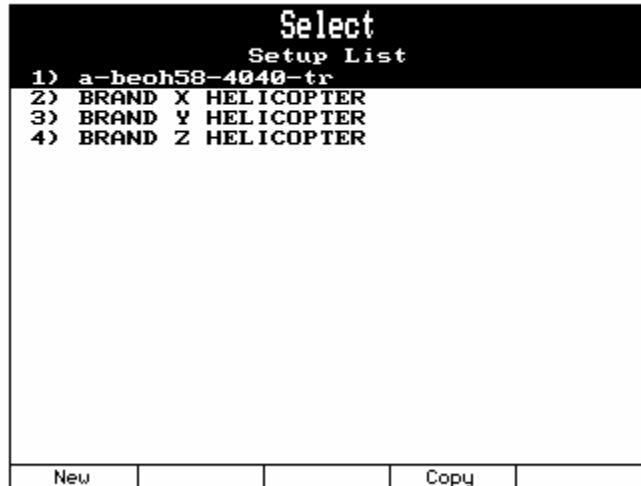 Select
Setup List
1) a-beoh58-4040-tr
2) BRAND X HELICOPTER
3) BRAND Y HELICOPTER
4) BRAND Z HELICOPTER
New Copy